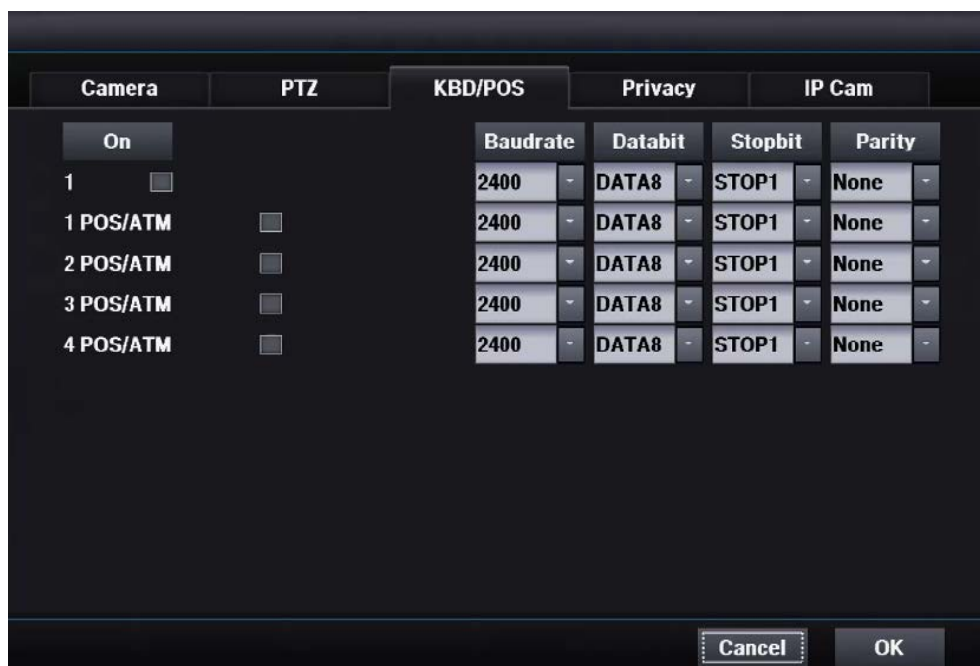 Camera PTZ KBD/POS Privacy IP Cam
On Baudrate Databit Stopbit Parity
1 2400 DATA8 STOP1 None
1 POS/ATM 2400 DATA8 STOP1 None
2 POS/ATM 2400 DATA8 STOP1 None
3 POS/ATM 2400 DATA8 STOP1 None
4 POS/ATM 2400 DATA8 STOP1 None
Cancel OK